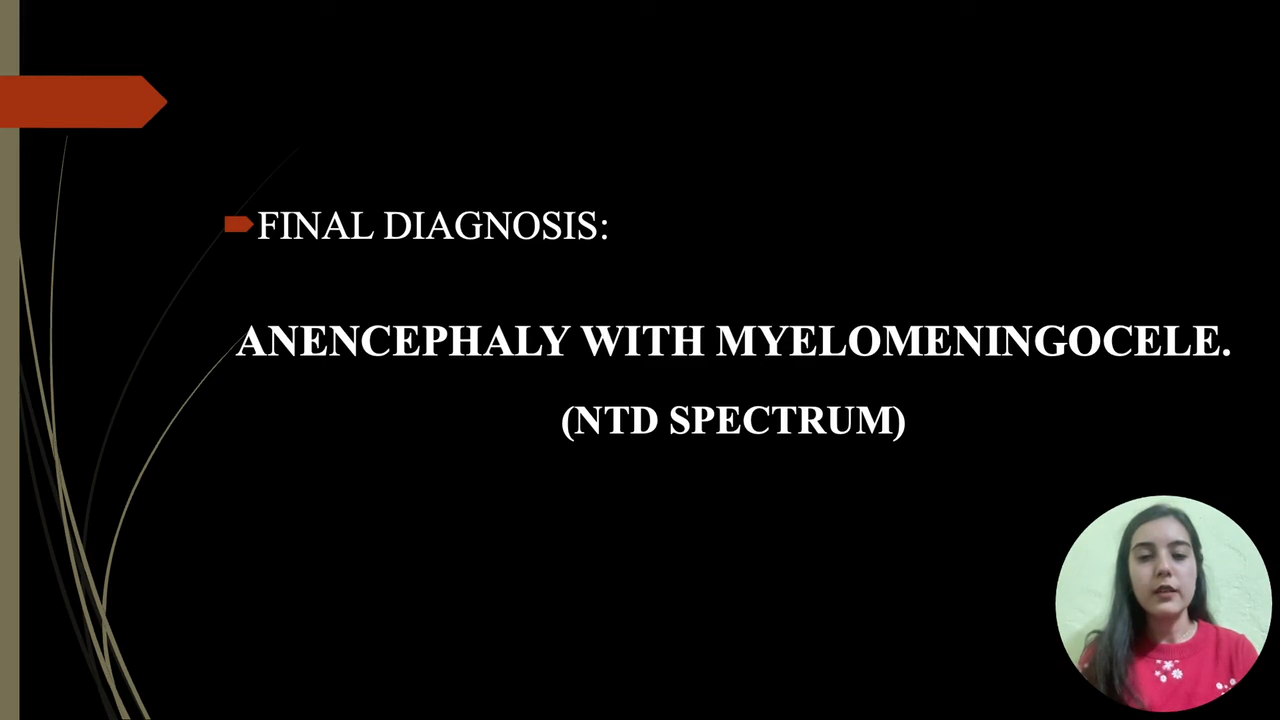 FINAL DIAGNOSIS:
ANENCEPHALY WITH MYELOMENINGOCELE.
(NTD SPECTRUM)